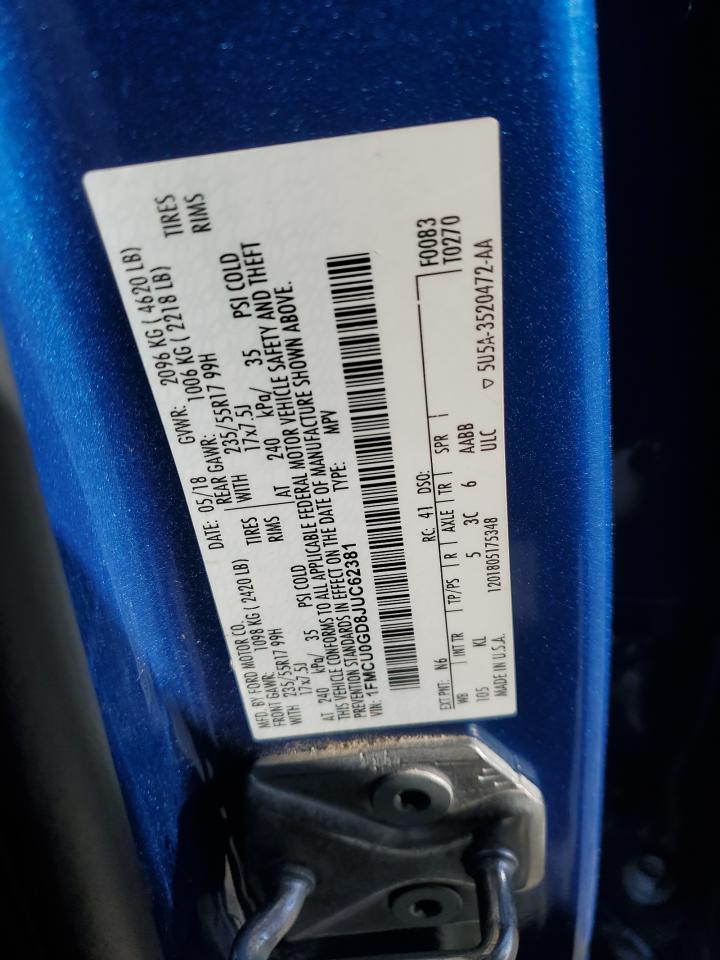 MFD. BY FORD MOTOR CO.
DATE: 05/18
GVWR: 2096 KG ( 4620 LB)
FRONT GAWR: 1098 KG ( 2420 LB)
REAR GAWR: 1006 KG ( 2218 LB)
WITH 235/55R17 99H TIRES
17x7.5J RIMS
AT 240 kPa/ 35 PSI COLD
WITH 235/55R17 99H TIRES
17x7.5J RIMS
AT 240 kPa/ 35 PSI COLD
THIS VEHICLE CONFORMS TO ALL APPLICABLE FEDERAL MOTOR VEHICLE SAFETY AND THEFT
PREVENTION STANDARDS IN EFFECT ON THE DATE OF MANUFACTURE SHOWN ABOVE.
VIN: 1FMCU0GD8JUC62381
TYPE: MPV
F0083
T0270
EXT PNT: N6 RC: 41 DSO:
WB INT TR TP/PS R AXLE TR SPR
105 KL 5 3C 6 AABB
MADE IN U.S.A. 1201805175348 ULC
▽ 5U5A-3520472-AA